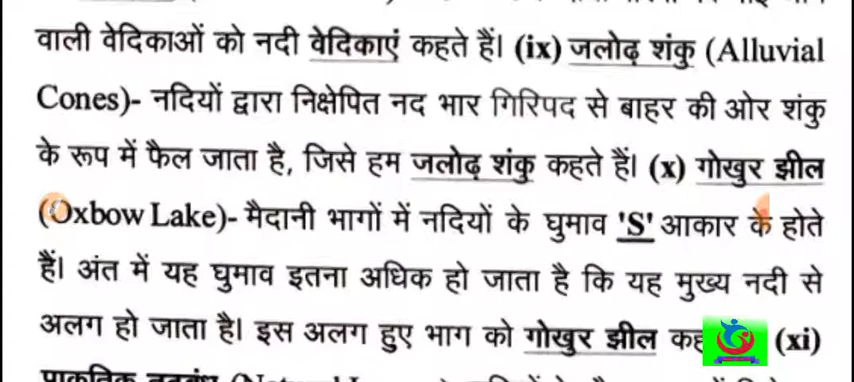 वाली वेदिकाओं को नदी वेदिकाएं कहते हैं। (ix) जलोढ़ शंकु (Alluvial
Cones)- नदियों द्वारा निक्षेपित नद भार गिरिपद से बाहर की ओर शंकु
के रूप में फैल जाता है, जिसे हम जलोढ़ शंकु कहते हैं। (x) गोखुर झील
(Oxbow Lake)- मैदानी भागों में नदियों के घुमाव 'S' आकार के होते
हैं। अंत में यह घुमाव इतना अधिक हो जाता है कि यह मुख्य नदी से
अलग हो जाता है। इस अलग हुए भाग को गोखुर झील (xi)